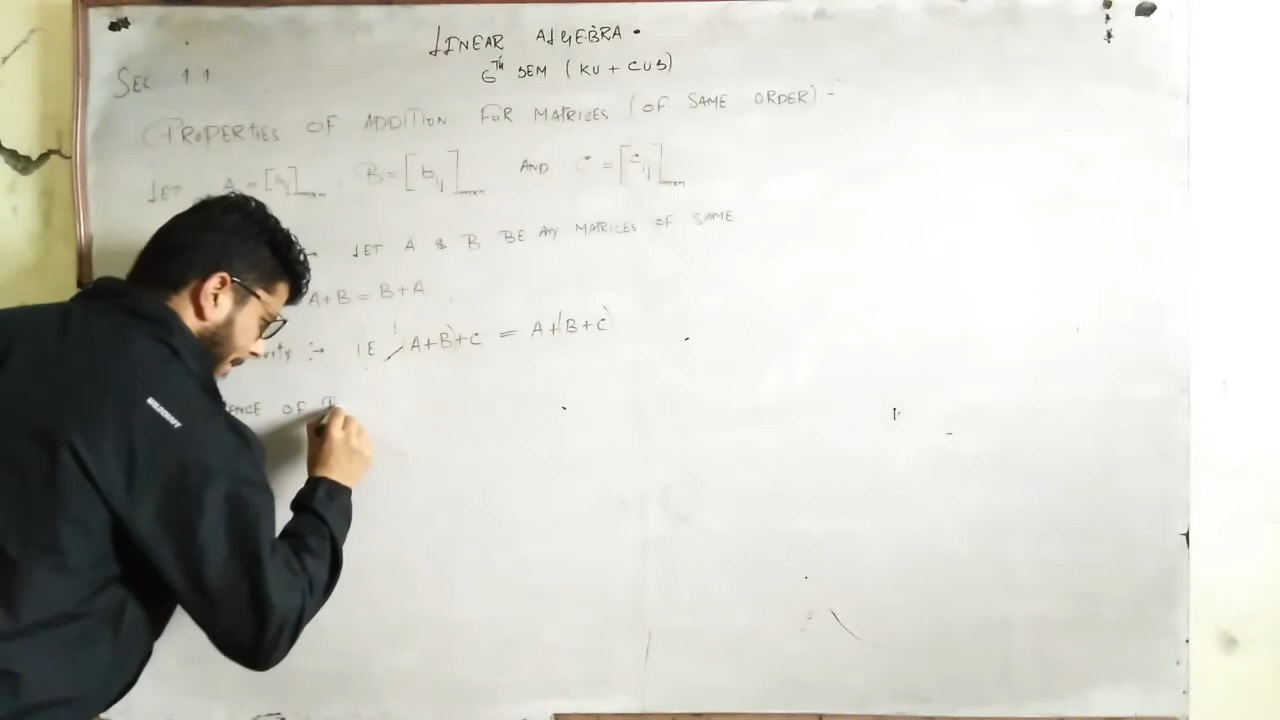 LINEAR ALGEBRA.
6TH SEM (KU + CUS)
SEC 1.1
PROPERTIES OF ADDITION FOR MATRICES (OF SAME ORDER) -
LET A = [aij]mxn B = [bij]mxn AND C = [cij]mxn
LET A & B BE ANY MATRICES OF SAME
A+B = B+A
IE (A+B)+C = A+(B+C)
OF